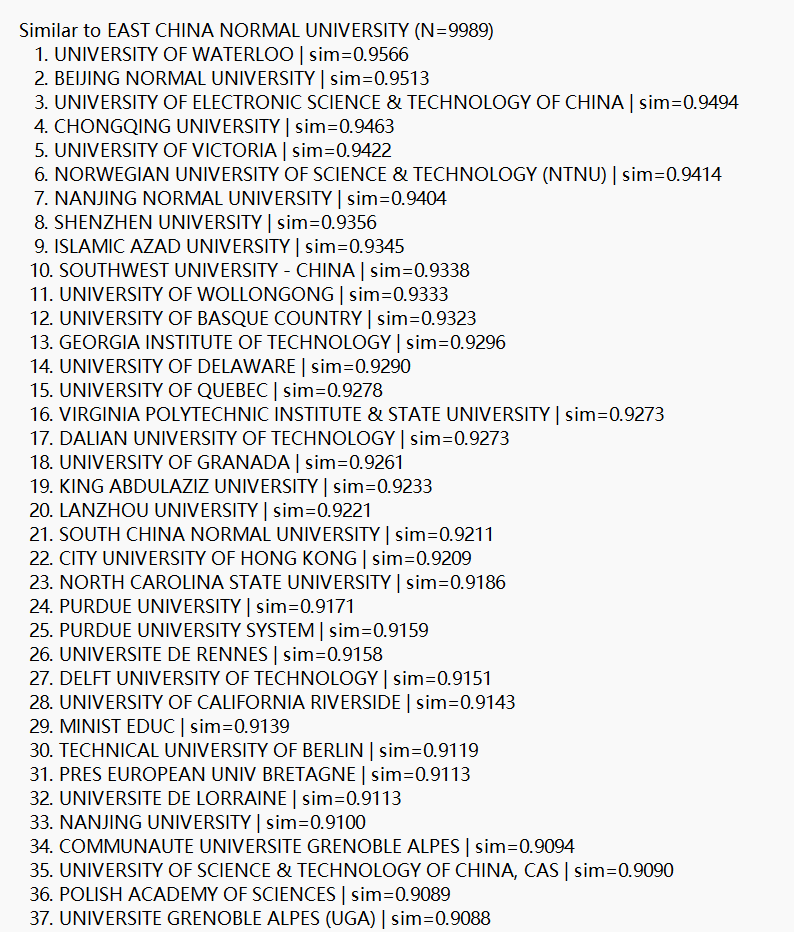 Similar to EAST CHINA NORMAL UNIVERSITY (N=9989)
1. UNIVERSITY OF WATERLOO | sim=0.9566
2. BEIJING NORMAL UNIVERSITY | sim=0.9513
3. UNIVERSITY OF ELECTRONIC SCIENCE & TECHNOLOGY OF CHINA | sim=0.9494
4. CHONGQING UNIVERSITY | sim=0.9463
5. UNIVERSITY OF VICTORIA | sim=0.9422
6. NORWEGIAN UNIVERSITY OF SCIENCE & TECHNOLOGY (NTNU) | sim=0.9414
7. NANJING NORMAL UNIVERSITY | sim=0.9404
8. SHENZHEN UNIVERSITY | sim=0.9356
9. ISLAMIC AZAD UNIVERSITY | sim=0.9345
10. SOUTHWEST UNIVERSITY - CHINA | sim=0.9338
11. UNIVERSITY OF WOLLONGONG | sim=0.9333
12. UNIVERSITY OF BASQUE COUNTRY | sim=0.9323
13. GEORGIA INSTITUTE OF TECHNOLOGY | sim=0.9296
14. UNIVERSITY OF DELAWARE | sim=0.9290
15. UNIVERSITY OF QUEBEC | sim=0.9278
16. VIRGINIA POLYTECHNIC INSTITUTE & STATE UNIVERSITY | sim=0.9273
17. DALIAN UNIVERSITY OF TECHNOLOGY | sim=0.9273
18. UNIVERSITY OF GRANADA | sim=0.9261
19. KING ABDULAZIZ UNIVERSITY | sim=0.9233
20. LANZHOU UNIVERSITY | sim=0.9221
21. SOUTH CHINA NORMAL UNIVERSITY | sim=0.9211
22. CITY UNIVERSITY OF HONG KONG | sim=0.9209
23. NORTH CAROLINA STATE UNIVERSITY | sim=0.9186
24. PURDUE UNIVERSITY | sim=0.9171
25. PURDUE UNIVERSITY SYSTEM | sim=0.9159
26. UNIVERSITE DE RENNES | sim=0.9158
27. DELFT UNIVERSITY OF TECHNOLOGY | sim=0.9151
28. UNIVERSITY OF CALIFORNIA RIVERSIDE | sim=0.9143
29. MINIST EDUC | sim=0.9139
30. TECHNICAL UNIVERSITY OF BERLIN | sim=0.9119
31. PRES EUROPEAN UNIV BRETAGNE | sim=0.9113
32. UNIVERSITE DE LORRAINE | sim=0.9113
33. NANJING UNIVERSITY | sim=0.9100
34. COMMUNAUTE UNIVERSITE GRENOBLE ALPES | sim=0.9094
35. UNIVERSITY OF SCIENCE & TECHNOLOGY OF CHINA, CAS | sim=0.9090
36. POLISH ACADEMY OF SCIENCES | sim=0.9089
37. UNIVERSITE GRENOBLE ALPES (UGA) | sim=0.9088